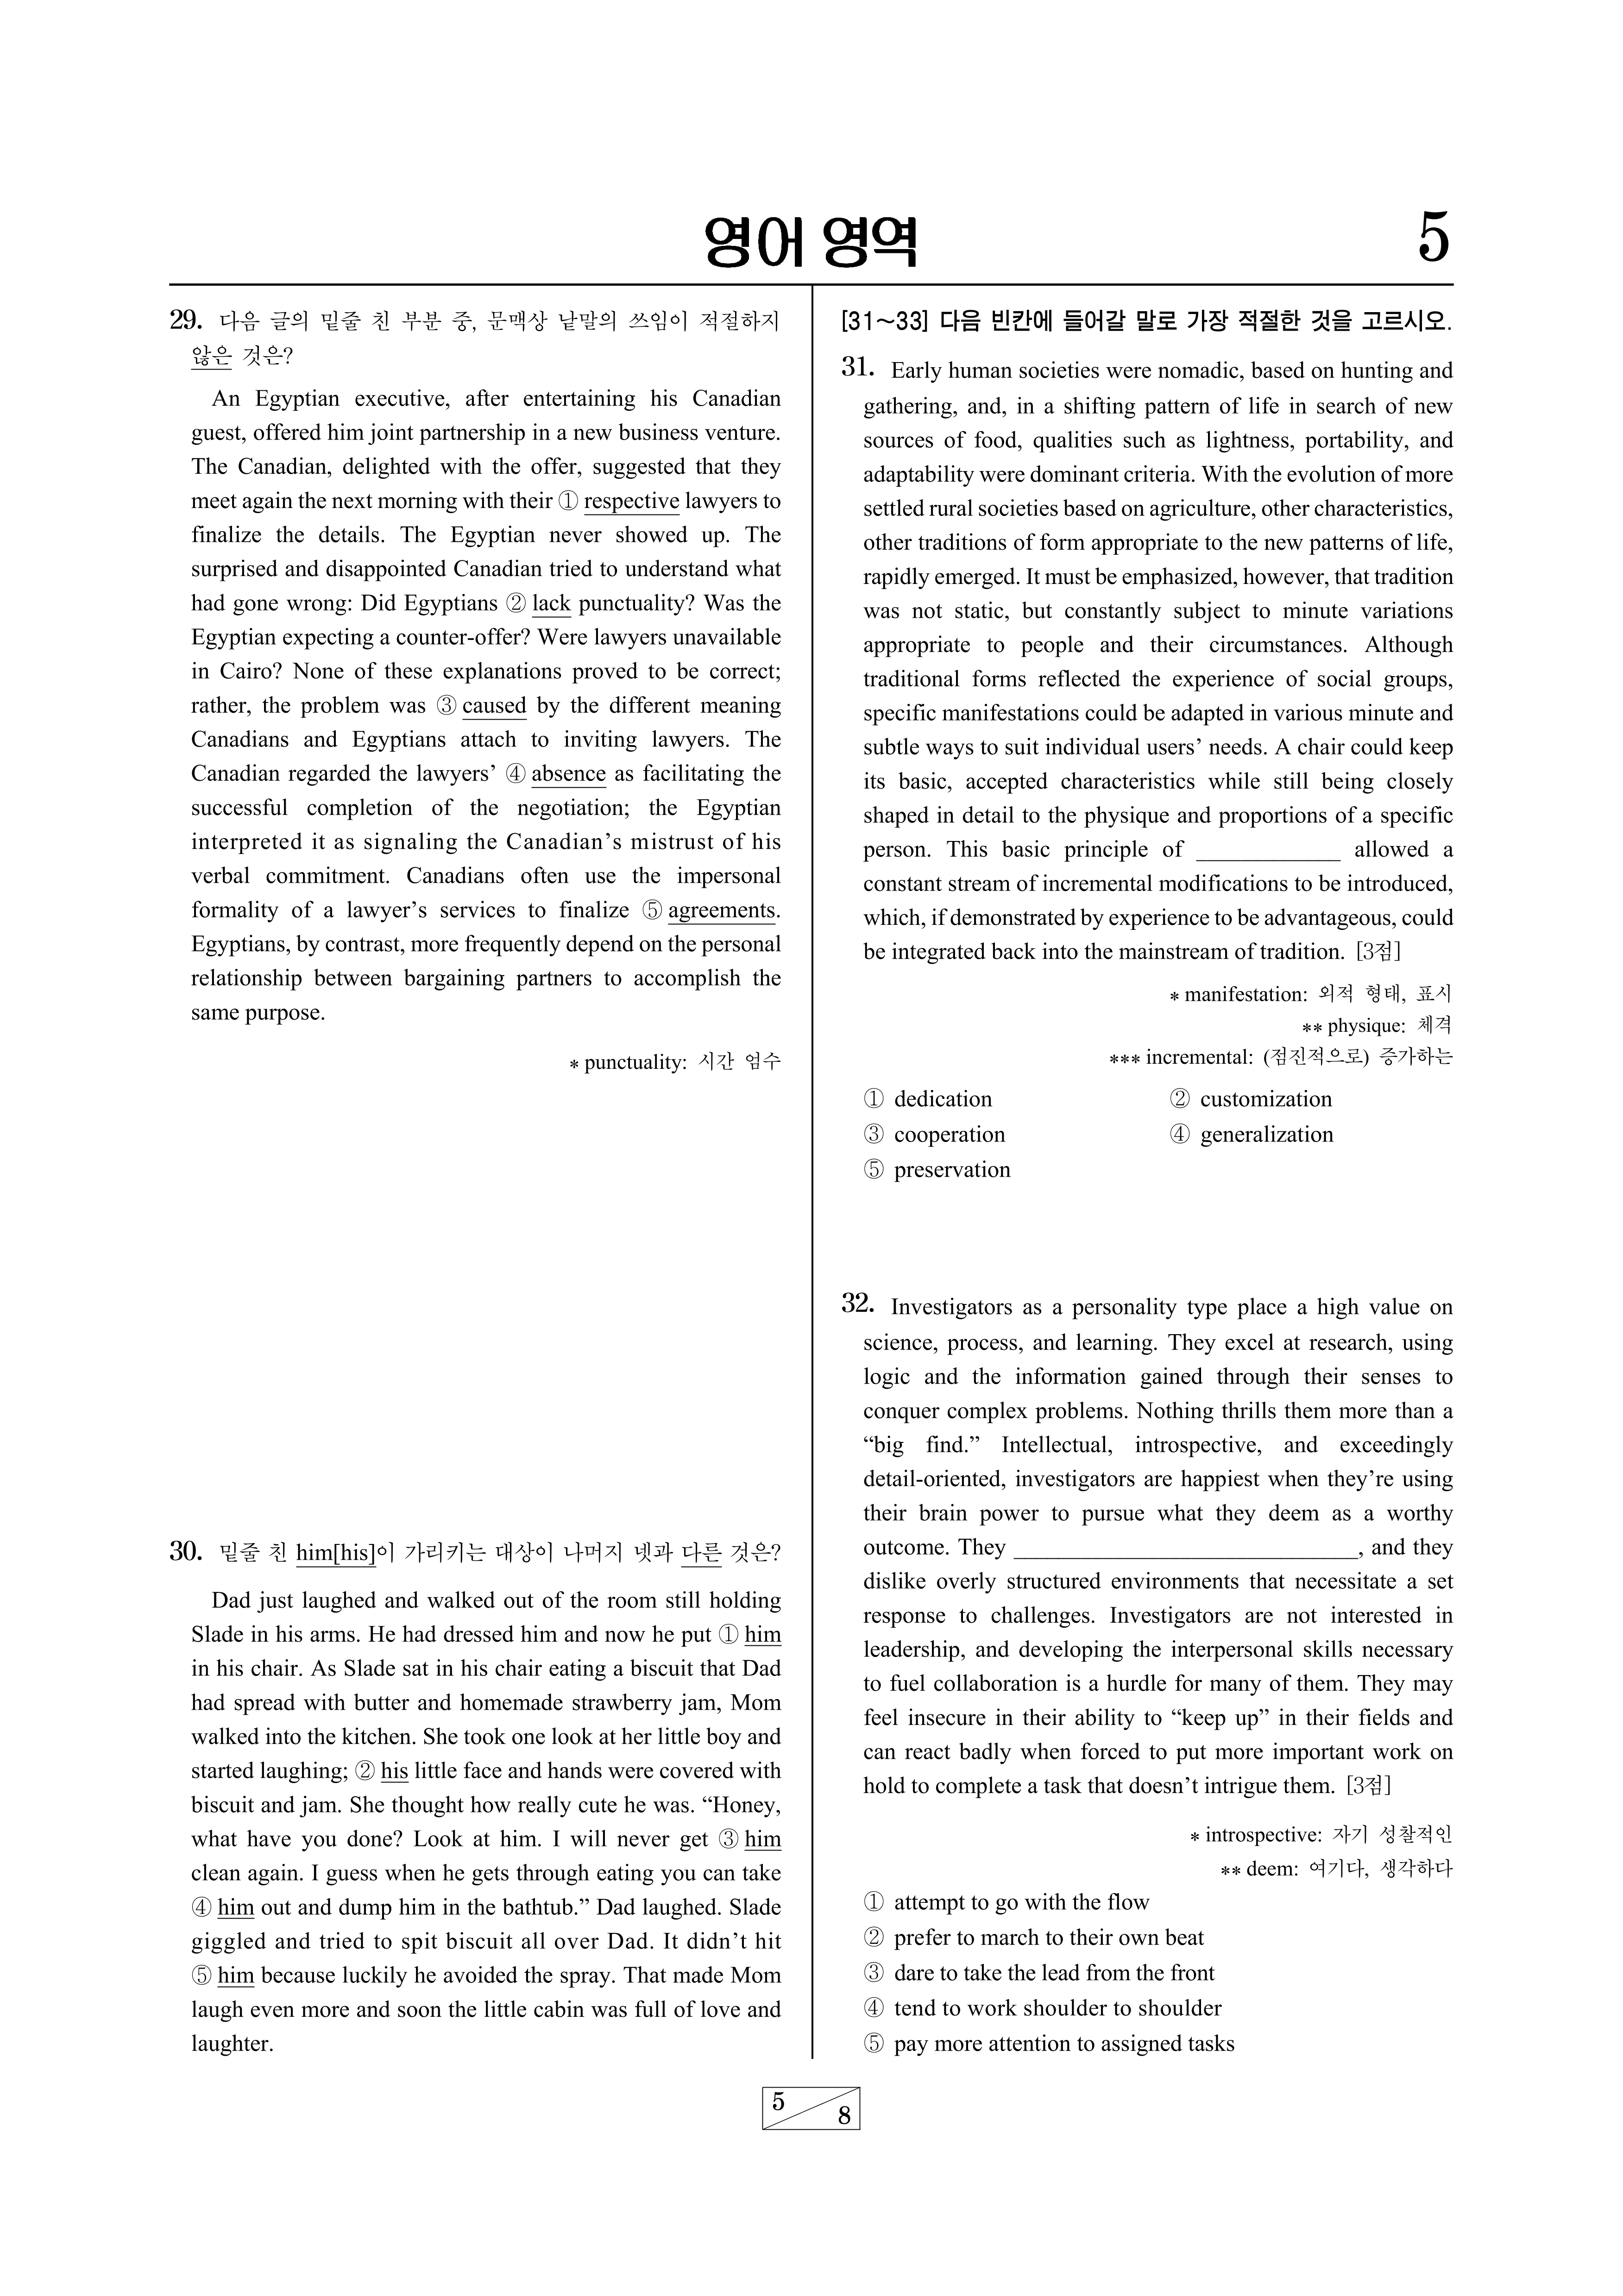 영어 영역
5
29. 다음 글의 밑줄 친 부분 중, 문맥상 낱말의 쓰임이 적절하지
않은 것은?
An Egyptian executive, after entertaining his Canadian
guest, offered him joint partnership in a new business venture.
The Canadian, delighted with the offer, suggested that they
meet again the next morning with their ① respective lawyers to
finalize the details. The Egyptian never showed up. The
surprised and disappointed Canadian tried to understand what
had gone wrong: Did Egyptians ② lack punctuality? Was the
Egyptian expecting a counter-offer? Were lawyers unavailable
in Cairo? None of these explanations proved to be correct;
rather, the problem was ③ caused by the different meaning
Canadians and Egyptians attach to inviting lawyers. The
Canadian regarded the lawyers’ ④ absence as facilitating the
successful completion of the negotiation; the Egyptian
interpreted it as signaling the Canadian’s mistrust of his
verbal commitment. Canadians often use the impersonal
formality of a lawyer’s services to finalize ⑤ agreements.
Egyptians, by contrast, more frequently depend on the personal
relationship between bargaining partners to accomplish the
same purpose.
* punctuality: 시간 엄수
30. 밑줄 친 him[his]이 가리키는 대상이 나머지 넷과 다른 것은?
Dad just laughed and walked out of the room still holding
Slade in his arms. He had dressed him and now he put ① him
in his chair. As Slade sat in his chair eating a biscuit that Dad
had spread with butter and homemade strawberry jam, Mom
walked into the kitchen. She took one look at her little boy and
started laughing; ② his little face and hands were covered with
biscuit and jam. She thought how really cute he was. “Honey,
what have you done? Look at him. I will never get ③ him
clean again. I guess when he gets through eating you can take
④ him out and dump him in the bathtub.” Dad laughed. Slade
giggled and tried to spit biscuit all over Dad. It didn’t hit
⑤ him because luckily he avoided the spray. That made Mom
laugh even more and soon the little cabin was full of love and
laughter.
[31~33] 다음 빈칸에 들어갈 말로 가장 적절한 것을 고르시오.
31. Early human societies were nomadic, based on hunting and
gathering, and, in a shifting pattern of life in search of new
sources of food, qualities such as lightness, portability, and
adaptability were dominant criteria. With the evolution of more
settled rural societies based on agriculture, other characteristics,
other traditions of form appropriate to the new patterns of life,
rapidly emerged. It must be emphasized, however, that tradition
was not static, but constantly subject to minute variations
appropriate to people and their circumstances. Although
traditional forms reflected the experience of social groups,
specific manifestations could be adapted in various minute and
subtle ways to suit individual users’ needs. A chair could keep
its basic, accepted characteristics while still being closely
shaped in detail to the physique and proportions of a specific
person. This basic principle of ____________ allowed a
constant stream of incremental modifications to be introduced,
which, if demonstrated by experience to be advantageous, could
be integrated back into the mainstream of tradition. [3점]
* manifestation: 외적 형태, 표시
** physique: 체격
*** incremental: (점진적으로) 증가하는
① dedication ② customization
③ cooperation ④ generalization
⑤ preservation
32. Investigators as a personality type place a high value on
science, process, and learning. They excel at research, using
logic and the information gained through their senses to
conquer complex problems. Nothing thrills them more than a
“big find.” Intellectual, introspective, and exceedingly
detail-oriented, investigators are happiest when they’re using
their brain power to pursue what they deem as a worthy
outcome. They ____________________________, and they
dislike overly structured environments that necessitate a set
response to challenges. Investigators are not interested in
leadership, and developing the interpersonal skills necessary
to fuel collaboration is a hurdle for many of them. They may
feel insecure in their ability to “keep up” in their fields and
can react badly when forced to put more important work on
hold to complete a task that doesn’t intrigue them. [3점]
* introspective: 자기 성찰적인
** deem: 여기다, 생각하다
① attempt to go with the flow
② prefer to march to their own beat
③ dare to take the lead from the front
④ tend to work shoulder to shoulder
⑤ pay more attention to assigned tasks
5
8